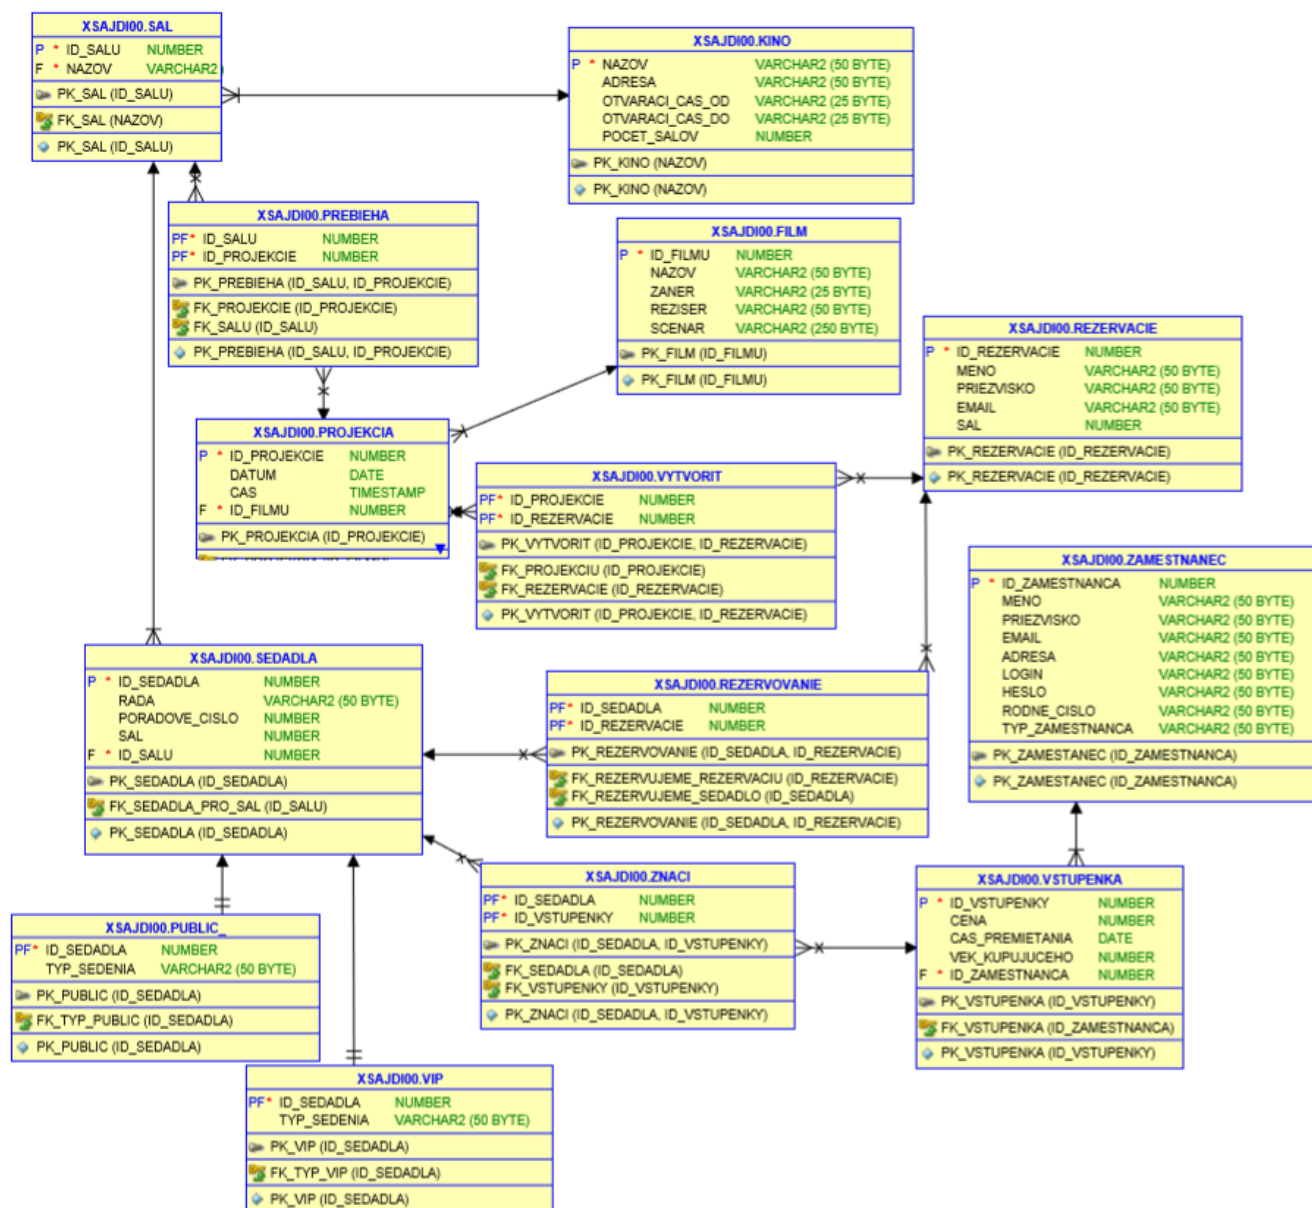 XSAJDI00.SAL
P * ID_SALU NUMBER
F * NAZOV VARCHAR2
PK_SAL (ID_SALU)
FK_SAL (NAZOV)
PK_SAL (ID_SALU)
XSAJDI00.KINO
P * NAZOV VARCHAR2 (50 BYTE)
ADRESA VARCHAR2 (50 BYTE)
OTVARACI_CAS_OD VARCHAR2 (25 BYTE)
OTVARACI_CAS_DO VARCHAR2 (25 BYTE)
POCET_SALOV NUMBER
PK_KINO (NAZOV)
PK_KINO (NAZOV)
XSAJDI00.PREBIEHA
PF* ID_SALU NUMBER
PF* ID_PROJEKCIE NUMBER
PK_PREBIEHA (ID_SALU, ID_PROJEKCIE)
FK_PROJEKCIE (ID_PROJEKCIE)
FK_SALU (ID_SALU)
PK_PREBIEHA (ID_SALU, ID_PROJEKCIE)
XSAJDI00.FILM
P * ID_FILMU NUMBER
NAZOV VARCHAR2 (50 BYTE)
ZANER VARCHAR2 (25 BYTE)
REZISER VARCHAR2 (50 BYTE)
SCENAR VARCHAR2 (250 BYTE)
PK_FILM (ID_FILMU)
PK_FILM (ID_FILMU)
XSAJDI00.REZERVACIE
P * ID_REZERVACIE NUMBER
MENO VARCHAR2 (50 BYTE)
PRIEZVISKO VARCHAR2 (50 BYTE)
EMAIL VARCHAR2 (50 BYTE)
SAL NUMBER
PK_REZERVACIE (ID_REZERVACIE)
PK_REZERVACIE (ID_REZERVACIE)
XSAJDI00.PROJEKCIA
P * ID_PROJEKCIE NUMBER
DATUM DATE
CAS TIMESTAMP
F * ID_FILMU NUMBER
PK_PROJEKCIA (ID_PROJEKCIE)
XSAJDI00.VYTVORIT
PF* ID_PROJEKCIE NUMBER
PF* ID_REZERVACIE NUMBER
PK_VYTVORIT (ID_PROJEKCIE, ID_REZERVACIE)
FK_PROJEKCIU (ID_PROJEKCIE)
FK_REZERVACIE (ID_REZERVACIE)
PK_VYTVORIT (ID_PROJEKCIE, ID_REZERVACIE)
XSAJDI00.ZAMESTNANEC
P * ID_ZAMESTNANCA NUMBER
MENO VARCHAR2 (50 BYTE)
PRIEZVISKO VARCHAR2 (50 BYTE)
EMAIL VARCHAR2 (50 BYTE)
ADRESA VARCHAR2 (50 BYTE)
LOGIN VARCHAR2 (50 BYTE)
HESLO VARCHAR2 (50 BYTE)
RODNE_CISLO VARCHAR2 (50 BYTE)
TYP_ZAMESTNANCA VARCHAR2 (50 BYTE)
PK_ZAMESTANEC (ID_ZAMESTNANCA)
PK_ZAMESTANEC (ID_ZAMESTNANCA)
XSAJDI00.SEDADLA
P * ID_SEDADLA NUMBER
RADA VARCHAR2 (50 BYTE)
PORADOVE_CISLO NUMBER
SAL NUMBER
F * ID_SALU NUMBER
PK_SEDADLA (ID_SEDADLA)
FK_SEDADLA_PRO_SAL (ID_SALU)
PK_SEDADLA (ID_SEDADLA)
XSAJDI00.REZERVOVANIE
PF* ID_SEDADLA NUMBER
PF* ID_REZERVACIE NUMBER
PK_REZERVOVANIE (ID_SEDADLA, ID_REZERVACIE)
FK_REZERVUJEME_REZERVACIU (ID_REZERVACIE)
FK_REZERVUJEME_SEDADLO (ID_SEDADLA)
PK_REZERVOVANIE (ID_SEDADLA, ID_REZERVACIE)
XSAJDI00.ZNACI
PF* ID_SEDADLA NUMBER
PF* ID_VSTUPENKY NUMBER
PK_ZNACI (ID_SEDADLA, ID_VSTUPENKY)
FK_SEDADLA (ID_SEDADLA)
FK_VSTUPENKY (ID_VSTUPENKY)
PK_ZNACI (ID_SEDADLA, ID_VSTUPENKY)
XSAJDI00.VSTUPENKA
P * ID_VSTUPENKY NUMBER
CENA NUMBER
CAS_PREMIETANIA DATE
VEK_KUPUJUCEHO NUMBER
F * ID_ZAMESTNANCA NUMBER
PK_VSTUPENKA (ID_VSTUPENKY)
FK_VSTUPENKA (ID_ZAMESTNANCA)
PK_VSTUPENKA (ID_VSTUPENKY)
XSAJDI00.PUBLIC_
PF* ID_SEDADLA NUMBER
TYP_SEDENIA VARCHAR2 (50 BYTE)
PK_PUBLIC (ID_SEDADLA)
FK_TYP_PUBLIC (ID_SEDADLA)
PK_PUBLIC (ID_SEDADLA)
XSAJDI00.VIP
PF* ID_SEDADLA NUMBER
TYP_SEDENIA VARCHAR2 (50 BYTE)
PK_VIP (ID_SEDADLA)
FK_TYP_VIP (ID_SEDADLA)
PK_VIP (ID_SEDADLA)